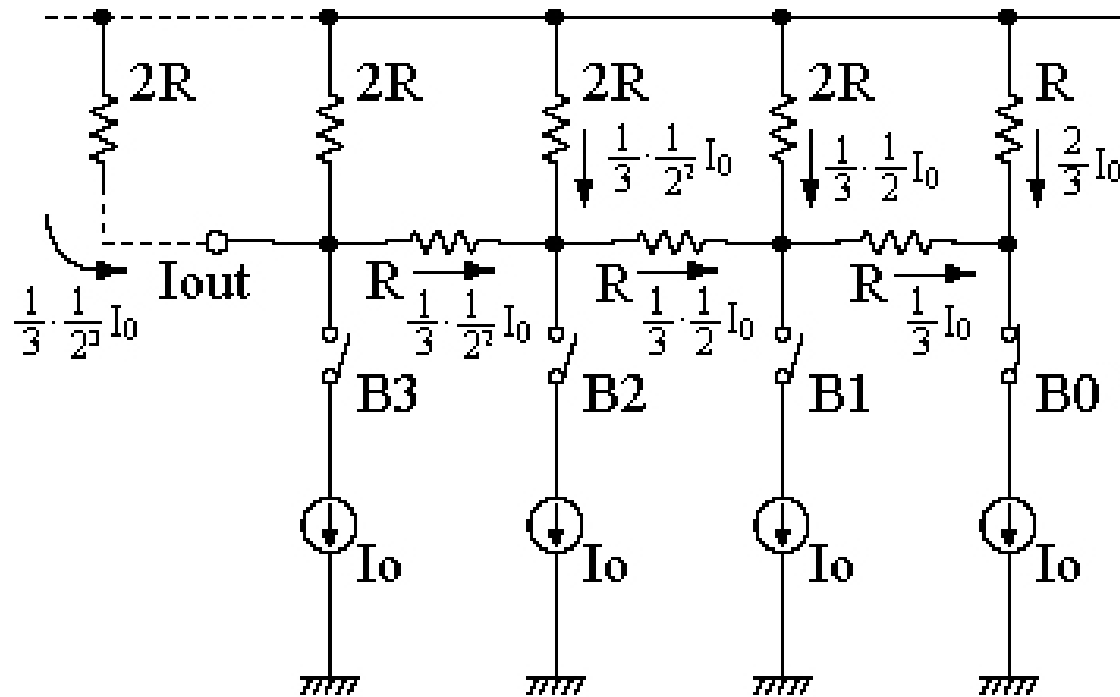 2R 2R 2R 2R R
1/3 · 1/2² I₀ 1/3 · 1/2 I₀ 2/3 I₀
Iout R R R
1/3 · 1/2³ I₀ 1/3 · 1/2² I₀ 1/3 · 1/2 I₀ 1/3 I₀
B3 B2 B1 B0
Io Io Io Io